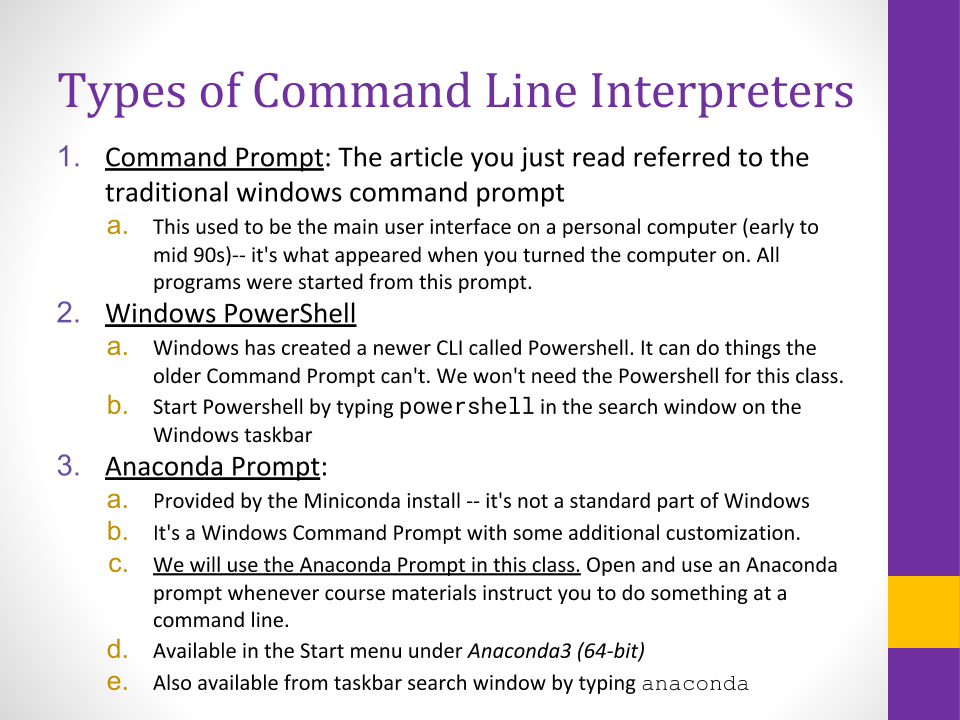 Types of Command Line Interpreters
1. Command Prompt: The article you just read referred to the
traditional windows command prompt
a. This used to be the main user interface on a personal computer (early to
mid 90s)-- it's what appeared when you turned the computer on. All
programs were started from this prompt.
2. Windows PowerShell
a. Windows has created a newer CLI called Powershell. It can do things the
older Command Prompt can't. We won't need the Powershell for this class.
b. Start Powershell by typing powershell in the search window on the
Windows taskbar
3. Anaconda Prompt:
a. Provided by the Miniconda install -- it's not a standard part of Windows
b. It's a Windows Command Prompt with some additional customization.
c. We will use the Anaconda Prompt in this class. Open and use an Anaconda
prompt whenever course materials instruct you to do something at a
command line.
d. Available in the Start menu under Anaconda3 (64-bit)
e. Also available from taskbar search window by typing anaconda